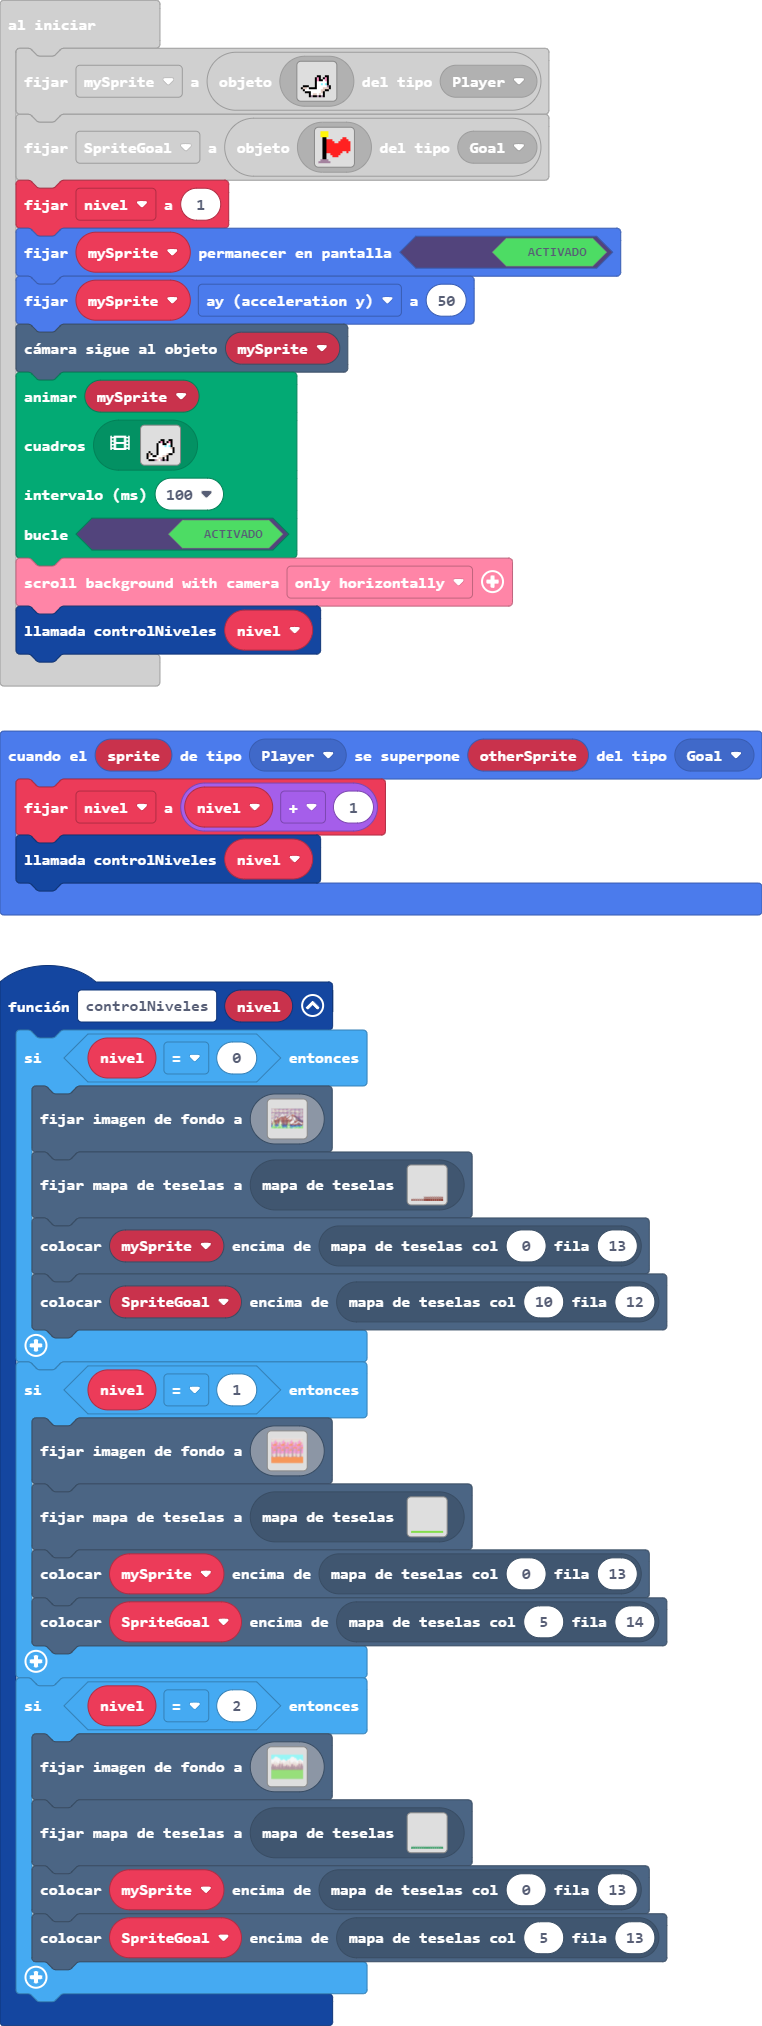 al iniciar
fijar mySprite a objeto del tipo Player
fijar SpriteGoal a objeto del tipo Goal
fijar nivel a 1
fijar mySprite permanecer en pantalla ACTIVADO
fijar mySprite ay (acceleration y) a 50
cámara sigue al objeto mySprite
animar mySprite
cuadros
intervalo (ms) 100
bucle ACTIVADO
scroll background with camera only horizontally
llamada controlNiveles nivel
cuando el sprite de tipo Player se superpone otherSprite del tipo Goal
fijar nivel a nivel + 1
llamada controlNiveles nivel
función controlNiveles nivel
si nivel = 0 entonces
fijar imagen de fondo a
fijar mapa de teselas a mapa de teselas
colocar mySprite encima de mapa de teselas col 0 fila 13
colocar SpriteGoal encima de mapa de teselas col 10 fila 12
si nivel = 1 entonces
fijar imagen de fondo a
fijar mapa de teselas a mapa de teselas
colocar mySprite encima de mapa de teselas col 0 fila 13
colocar SpriteGoal encima de mapa de teselas col 5 fila 14
si nivel = 2 entonces
fijar imagen de fondo a
fijar mapa de teselas a mapa de teselas
colocar mySprite encima de mapa de teselas col 0 fila 13
colocar SpriteGoal encima de mapa de teselas col 5 fila 13